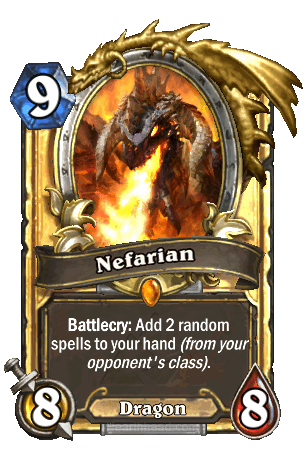 9
Nefarian
Battlecry: Add 2 random
spells to your hand (from your
opponent's class).
8
Dragon
8